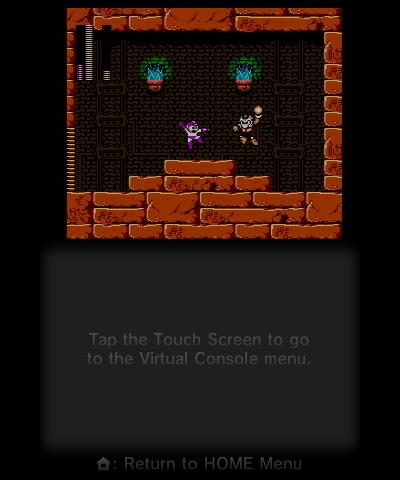 Tap the Touch Screen to go
to the Virtual Console menu.
: Return to HOME Menu